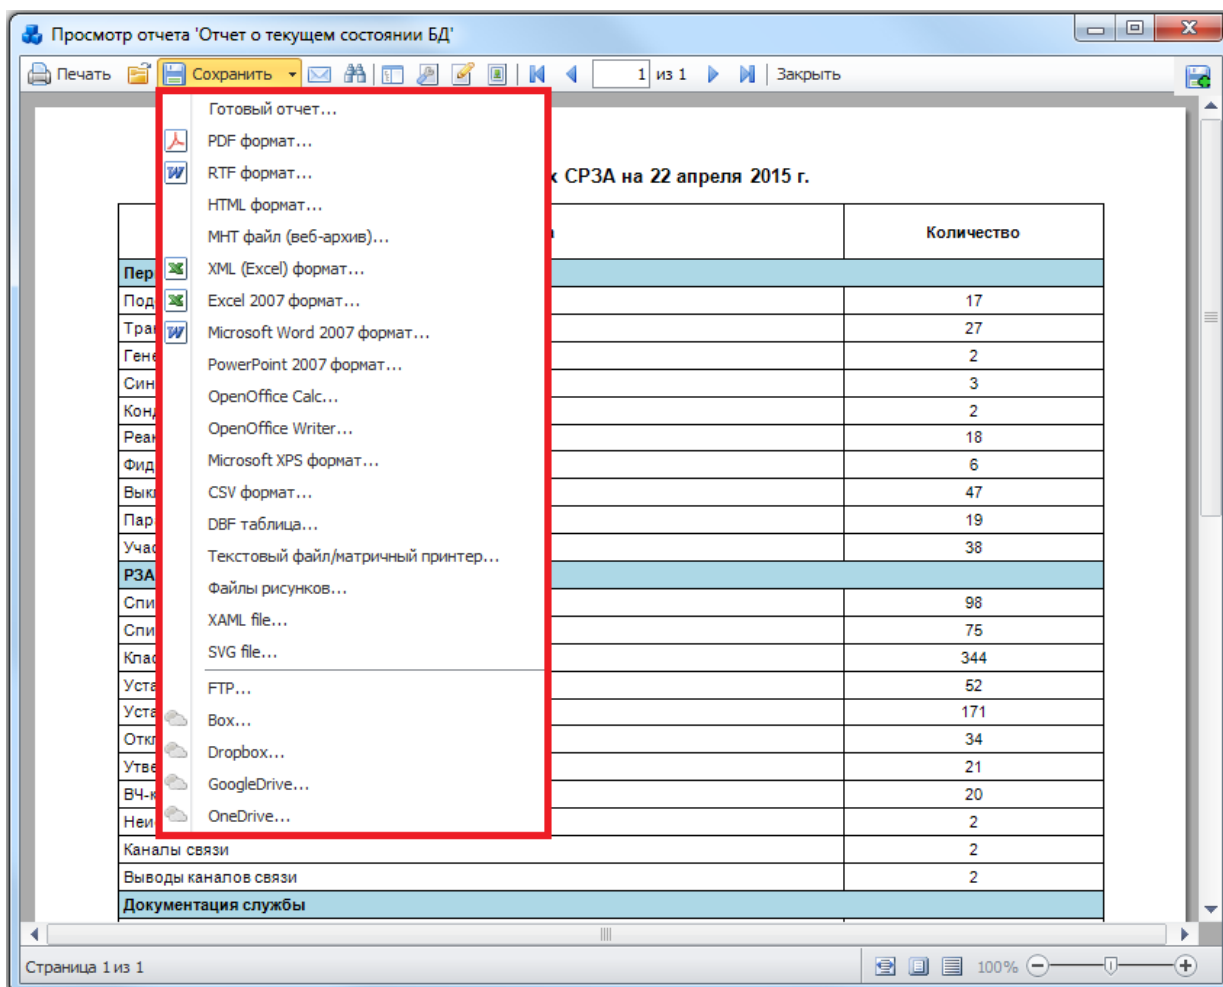 Просмотр отчета 'Отчет о текущем состоянии БД'
Печать Сохранить 1 из 1 Закрыть
Готовый отчет...
PDF формат...
RTF формат...
HTML формат...
MHT файл (веб-архив)...
XML (Excel) формат...
Excel 2007 формат...
Microsoft Word 2007 формат...
PowerPoint 2007 формат...
OpenOffice Calc...
OpenOffice Writer...
Microsoft XPS формат...
CSV формат...
DBF таблица...
Текстовый файл/матричный принтер...
Файлы рисунков...
XAML file...
SVG file...
FTP...
Box...
Dropbox...
GoogleDrive...
OneDrive...
СРЗА на 22 апреля 2015 г.
Количество
17
27
2
3
2
18
6
47
19
38
РЗА
98
75
344
52
171
34
21
20
2
Каналы связи 2
Выводы каналов связи 2
Документация службы
Страница 1 из 1 100%